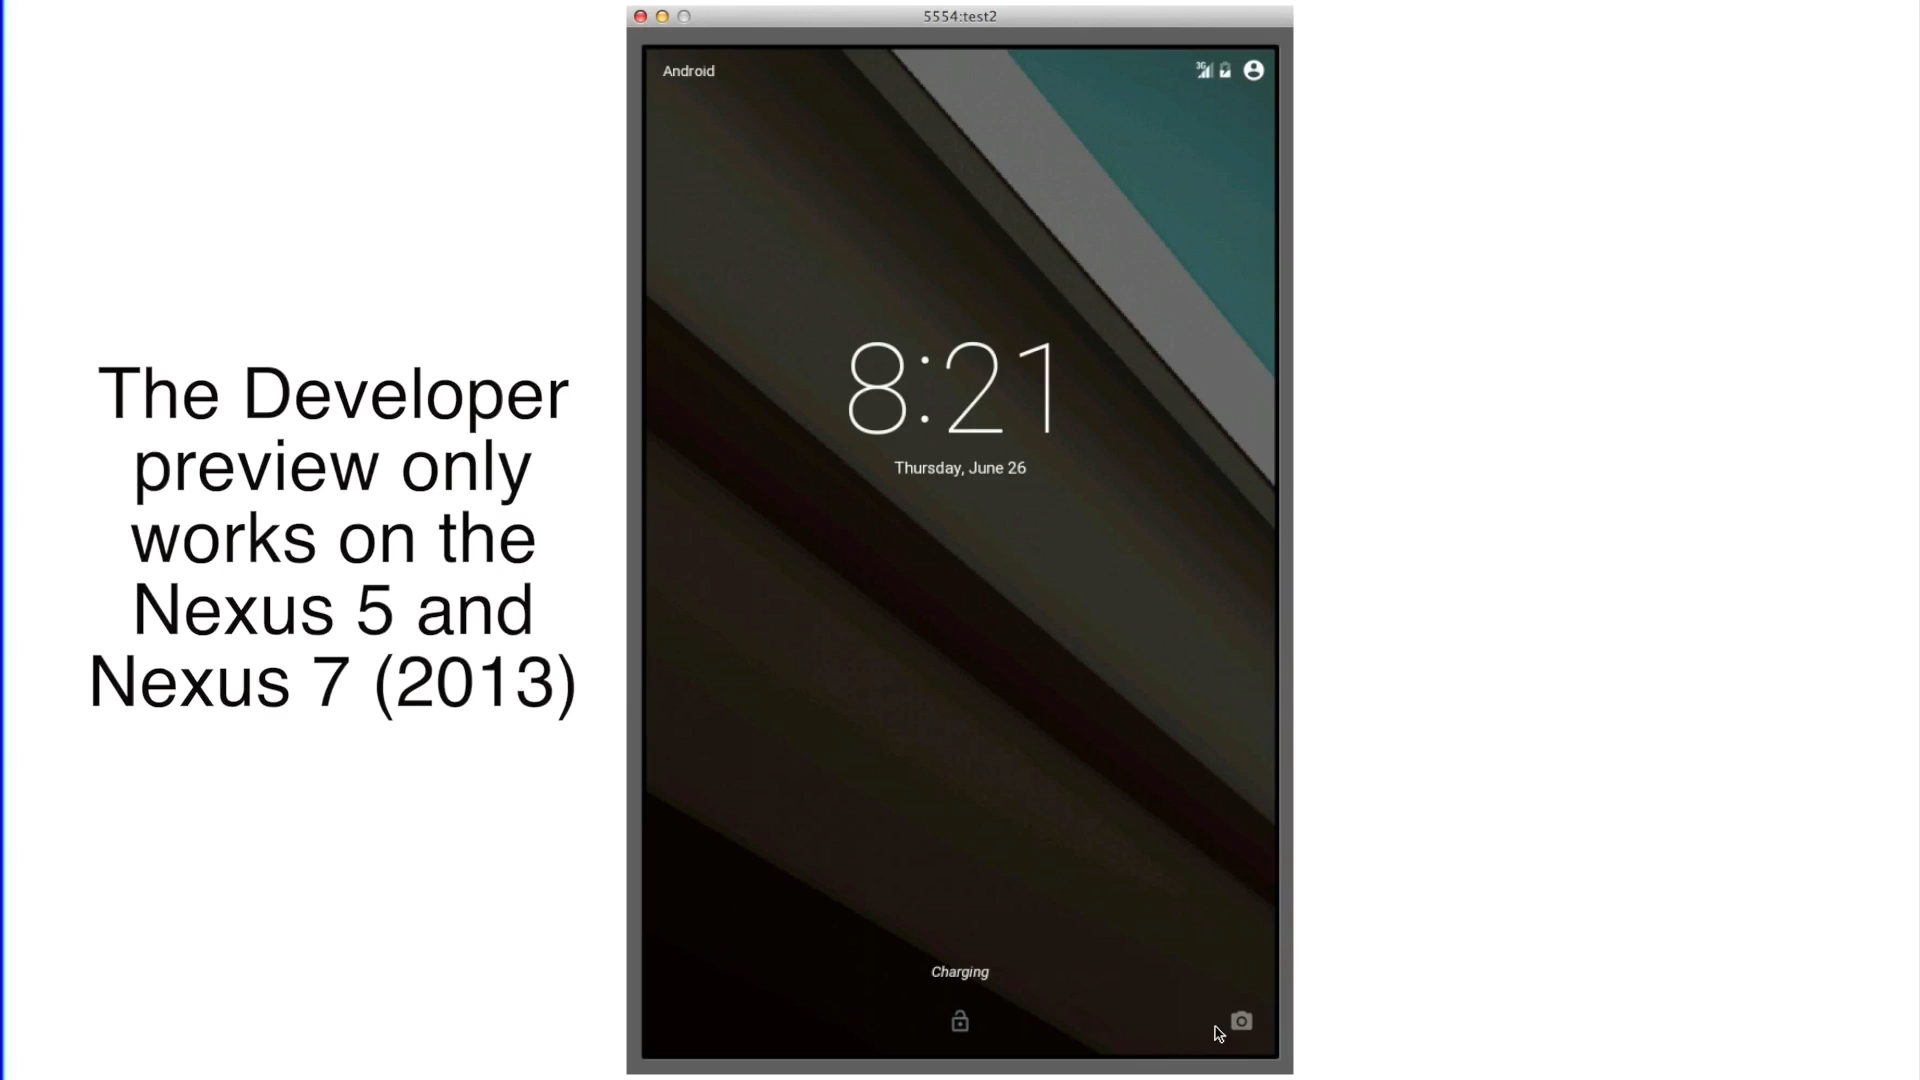 5554:test2
Android
3G
8:21
Thursday, June 26
The Developer
preview only
works on the
Nexus 5 and
Nexus 7 (2013)
Charging